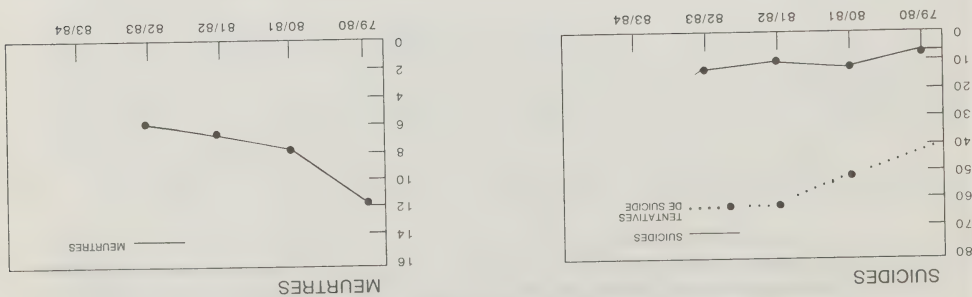 SUICIDES
80
70
60
50
40
30
20
10
0
SUICIDES
TENTATIVES
DE SUICIDE
79/80 80/81 81/82 82/83 83/84
MEURTRES
16
14
12
10
8
6
4
2
0
MEURTRES
79/80 80/81 81/82 82/83 83/84